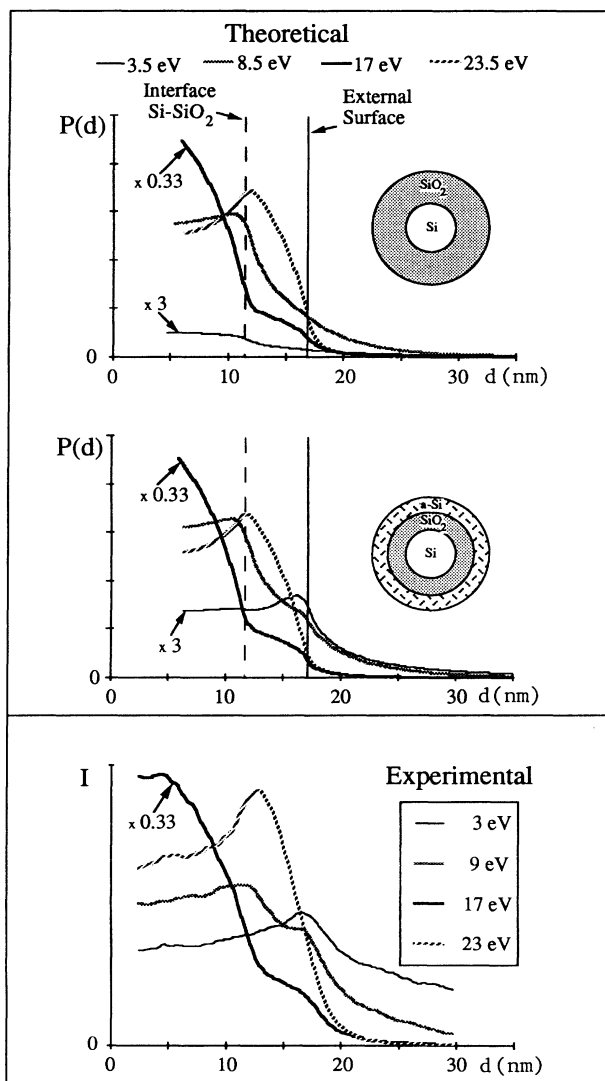 Theoretical
3.5 eV 8.5 eV 17 eV 23.5 eV
Interface
Si-SiO2
External
Surface
P(d)
x 0.33
x 3
SiO2
Si
0
0 10 20 30 d (nm)
P(d)
x 0.33
x 3
a-Si
SiO2
Si
0
0 10 20 30 d (nm)
I
Experimental
x 0.33
3 eV
9 eV
17 eV
23 eV
0
0 10 20 30 d (nm)